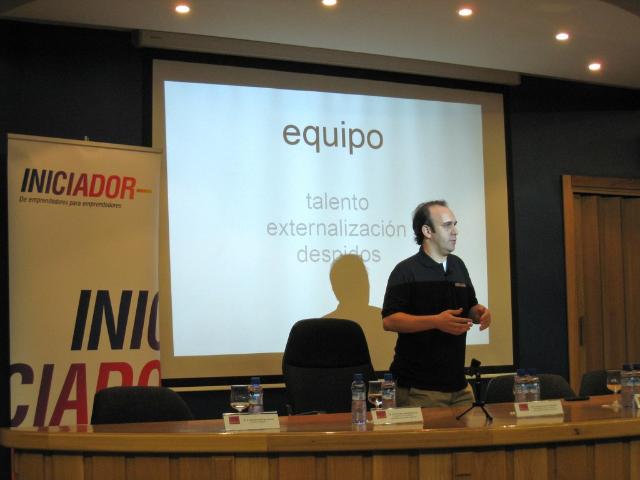 INICIADOR
De emprendedores para emprendedores
INIC
CIADO
equipo
talento
externalización
despidos